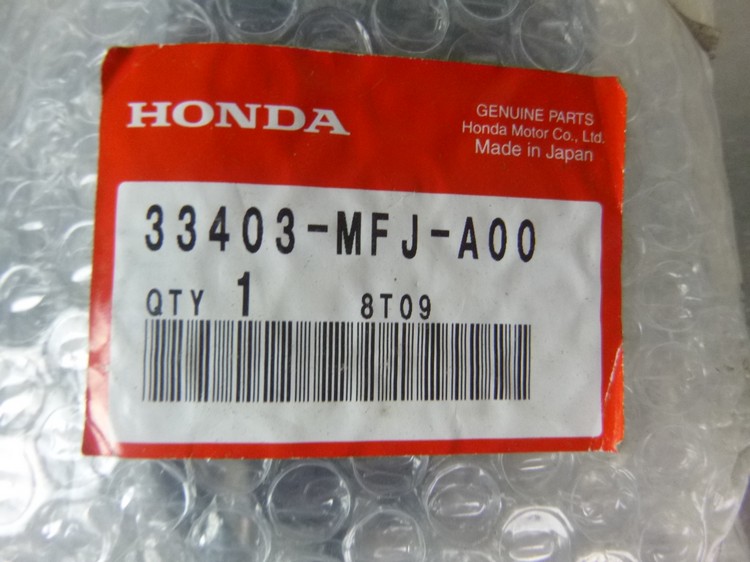 HONDA
GENUINE PARTS
Honda Motor Co., Ltd.
Made in Japan
33403-MFJ-A00
QTY 1 8T09